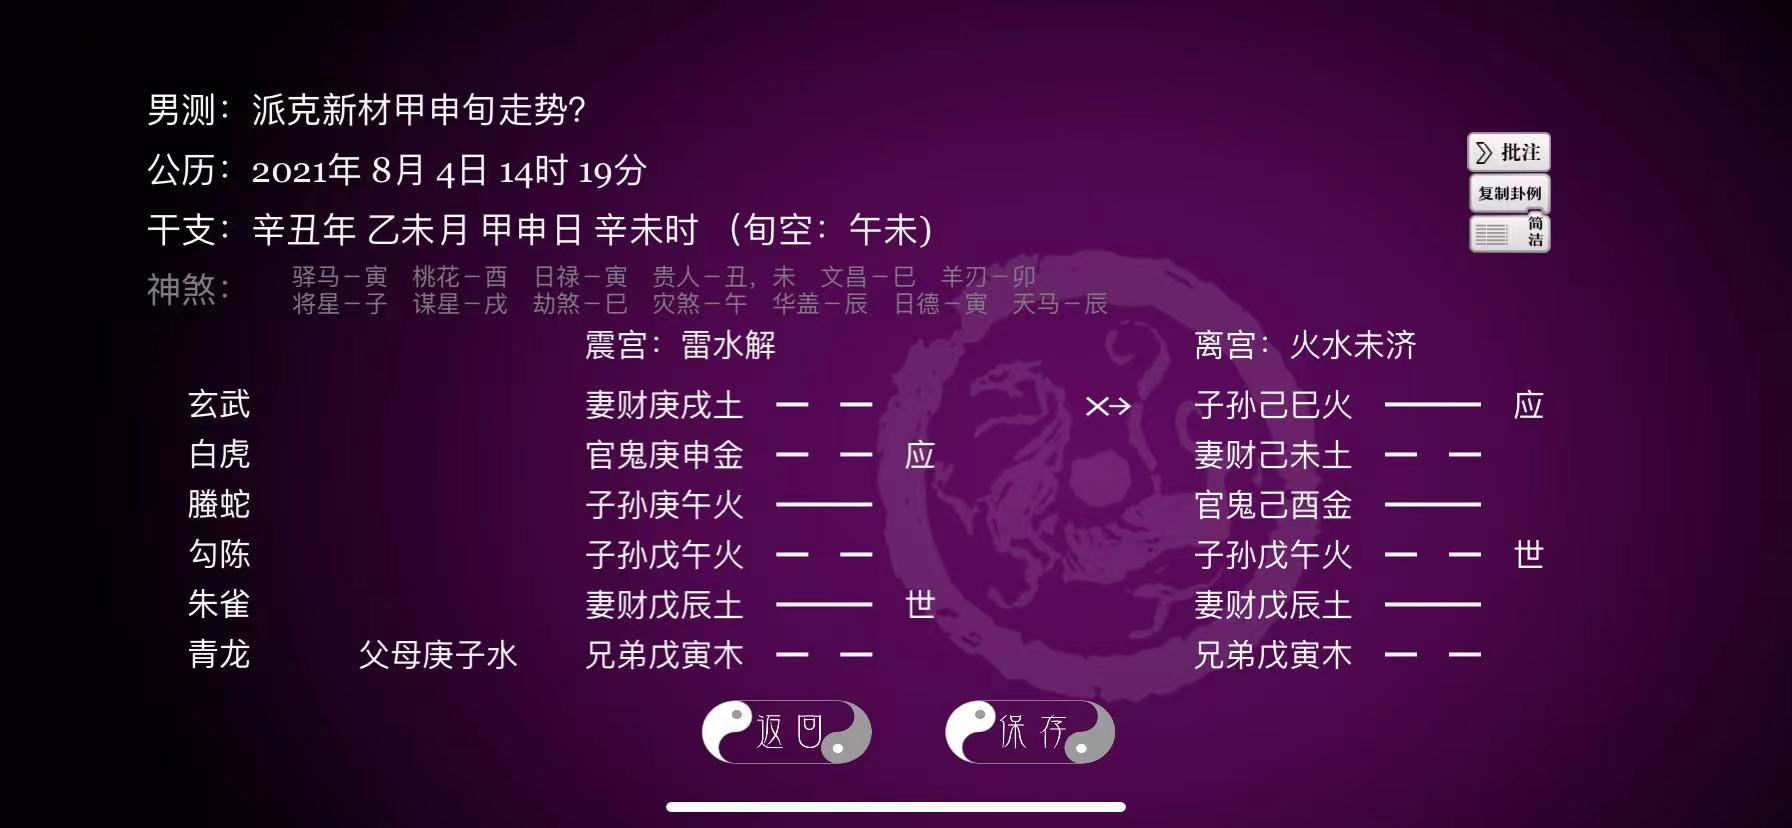 男测：派克新材甲申旬走势？
公历：2021年 8月 4日 14时 19分
干支：辛丑年 乙未月 甲申日 辛未时 （旬空：午未）
神煞： 驿马－寅 桃花－酉 日禄－寅 贵人－丑，未 文昌－巳 羊刃－卯
将星－子 谋星－戌 劫煞－巳 灾煞－午 华盖－辰 日德－寅 天马－辰
批注
复制卦例
简洁
震宫：雷水解 离宫：火水未济
玄武 妻财庚戌土 ×→ 子孙己巳火 应
白虎 官鬼庚申金 应 妻财己未土
螣蛇 子孙庚午火 官鬼己酉金
勾陈 子孙戊午火 子孙戊午火 世
朱雀 妻财戊辰土 世 妻财戊辰土
青龙 父母庚子水 兄弟戊寅木 兄弟戊寅木
返回 保存